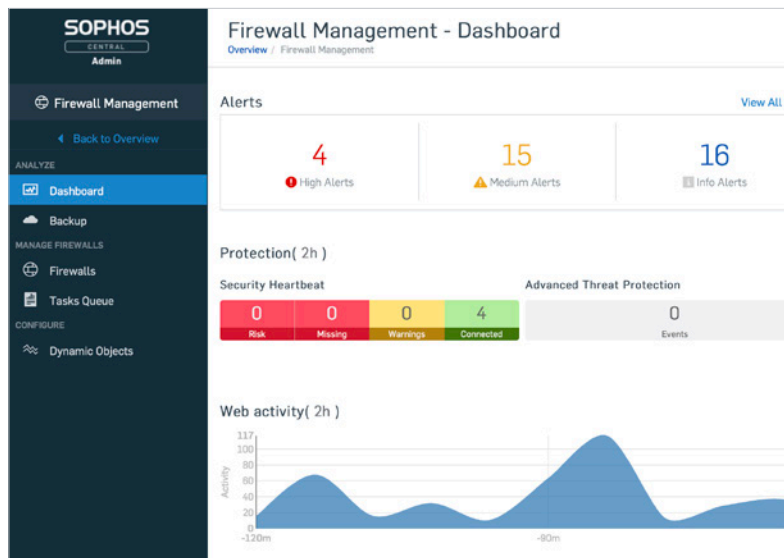 SOPHOS
CENTRAL
Admin
Firewall Management
Back to Overview
ANALYZE
Dashboard
Backup
MANAGE FIREWALLS
Firewalls
Tasks Queue
CONFIGURE
Dynamic Objects
Firewall Management - Dashboard
Overview / Firewall Management
Alerts
View All
4
High Alerts
15
Medium Alerts
16
Info Alerts
Protection( 2h )
Security Heartbeat
0
Risk
0
Missing
0
Warnings
4
Connected
Advanced Threat Protection
0
Events
Web activity( 2h )
Activity
117
100
80
60
40
20
0
-120m
-90m